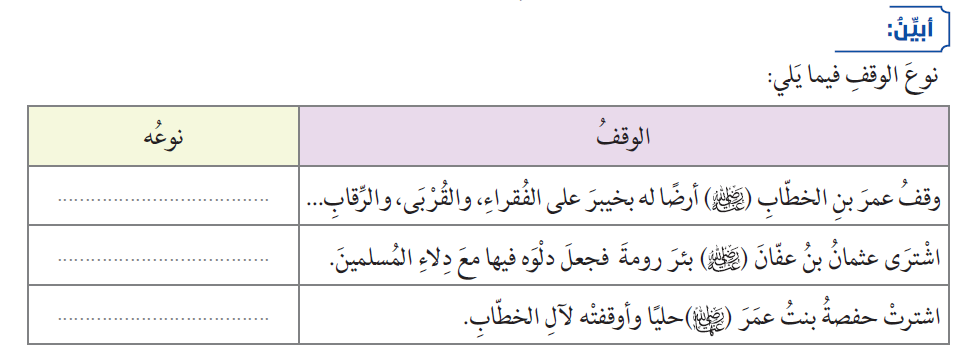 أبيِّنُ:
نوعَ الوقفِ فيما يَلي:
الوقفُ نوعُه
وقفُ عمرَ بنِ الخطّابِ (رضي الله عنه) أرضًا له بخيبرَ على الفُقراءِ، والقُرْبَى، والرِّقابِ... ........................................
اشْترَى عثمانُ بنُ عفّانَ (رضي الله عنه) بئرَ رومةَ فجعلَ دلْوَه فيها معَ دِلاءِ المُسلمينَ. ........................................
اشترتْ حفصةُ بنتُ عمَرَ (رضي الله عنها) حليًا وأوقفتْه لآلِ الخطّابِ. ........................................